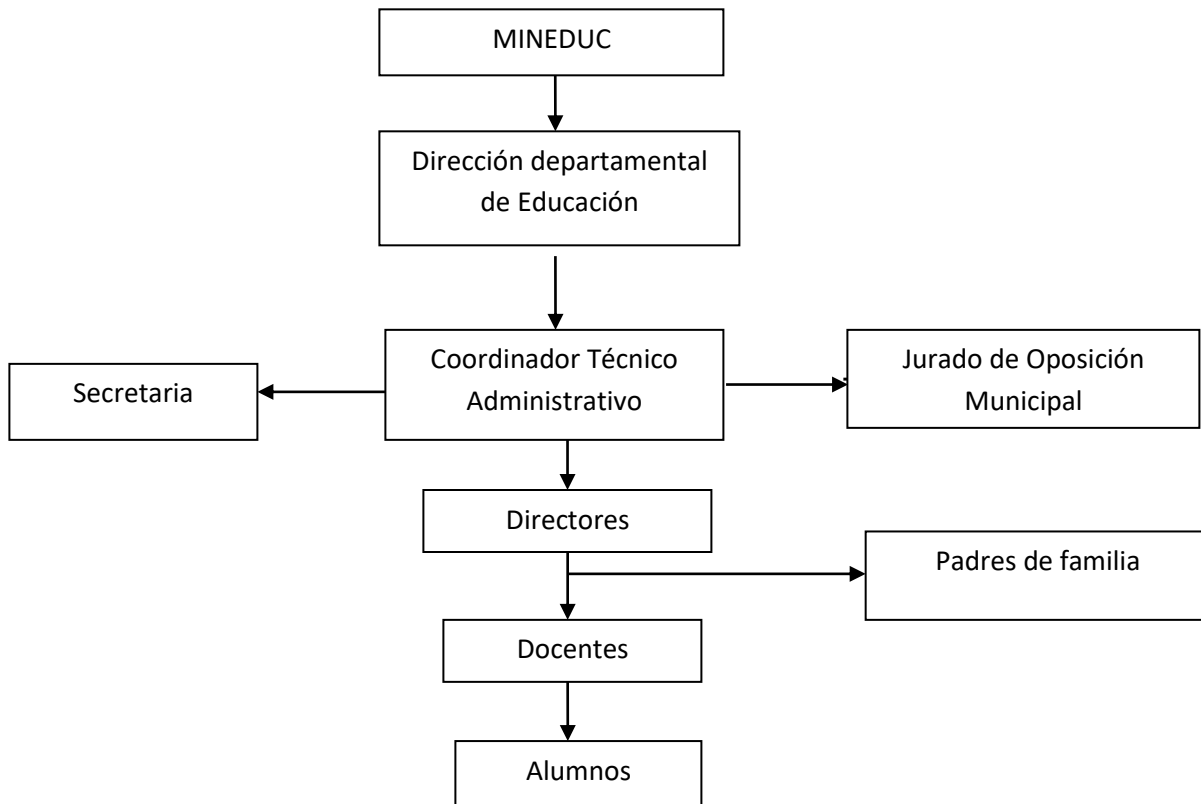 MINEDUC
Dirección departamental
de Educación
Coordinador Técnico
Administrativo
Secretaria
Jurado de Oposición
Municipal
Directores
Padres de familia
Docentes
Alumnos